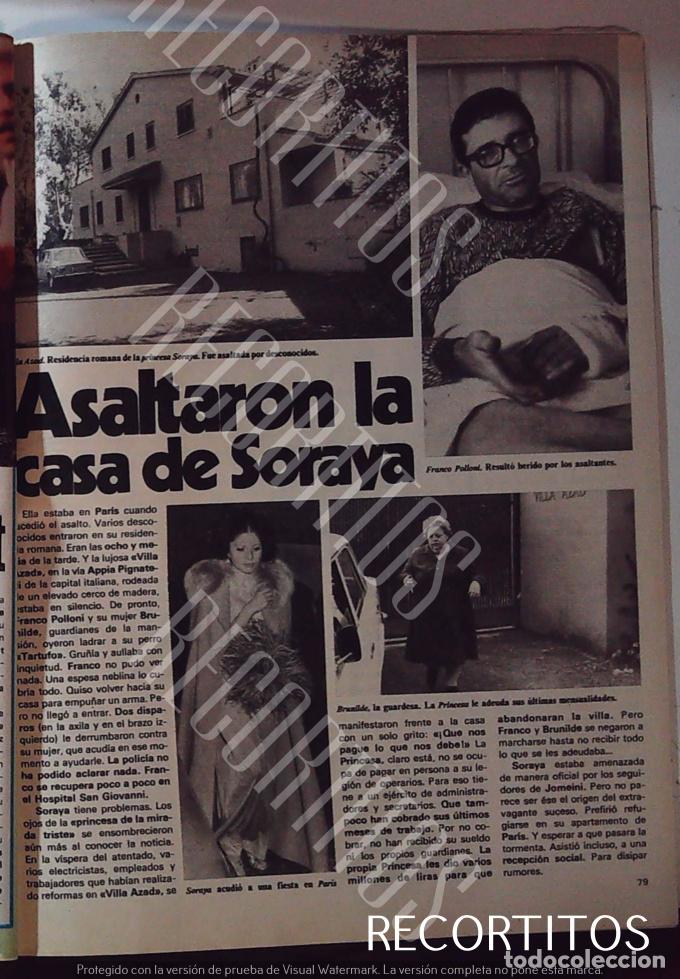 la Azad. Residencia romana de la princesa Soraya. Fue asaltada por desconocidos.
Franco Polloni. Resultó herido por los asaltantes.
Asaltaron la
casa de Soraya
Ella estaba en París cuando
sucedió el asalto. Varios desco-
nocidos entraron en su residen-
cia romana. Eran las ocho y me-
dia de la tarde. Y la lujosa «Villa
Azad», en la vía Appia Pignate-
li de la capital italiana, rodeada
de un elevado cerco de madera,
estaba en silencio. De pronto,
Franco Polloni y su mujer Bru-
nilde, guardianes de la man-
sión, oyeron ladrar a su perro
«Tartufo». Gruñía y aullaba con
inquietud. Franco no pudo ver
nada. Una espesa neblina lo cu-
bría todo. Quiso volver hacia su
casa para empuñar un arma. Pe-
ro no llegó a entrar. Dos dispa-
ros (en la axila y en el brazo iz-
quierdo) le derrumbaron contra
su mujer, que acudía en ese mo-
mento a ayudarle. La policía no
ha podido aclarar nada. Fran-
co se recupera poco a poco en
el Hospital San Giovanni.
Soraya tiene problemas. Los
ojos de la «princesa de la mira-
da triste» se ensombrecieron
aún más al conocer la noticia.
En la víspera del atentado, va-
rios electricistas, empleados y
trabajadores que habían realiza-
do reformas en «Villa Azad», se
Soraya acudió a una fiesta en París
VILLA AZAD
Brunilde, la guardesa. La Princesa le adeuda sus últimas mensualidades.
manifestaron frente a la casa
con un solo grito: «¡Que nos
pague lo que nos debe!» La
Princesa, claro está, no se ocu-
pa de pagar en persona a su le-
gión de operarios. Para eso tie-
ne a un ejército de administra-
dores y secretarios. Que tam-
poco han cobrado sus últimos
meses de trabajo. Por no co-
brar, no han recibido su sueldo
ni los propios guardianes. La
propia Princesa les dio varios
millones de liras para que
abandonaran la villa. Pero
Franco y Brunilde se negaron a
marcharse hasta no recibir todo
lo que se les adeudaba...
Soraya estaba amenazada
de manera oficial por los segui-
dores de Jomeini. Pero no pa-
rece ser ése el origen del extra-
vagante suceso. Prefirió refu-
giarse en su apartamento de
París. Y esperar a que pasara la
tormenta. Asistió incluso, a una
recepción social. Para disipar
rumores.
79
RECORTITOS
RECORTITOS
RECORTITOS
RECORTITOS
RECORTITOS
todocoleccion
Protegido con la versión de prueba de Visual Watermark. La versión completa no pone esta marca.